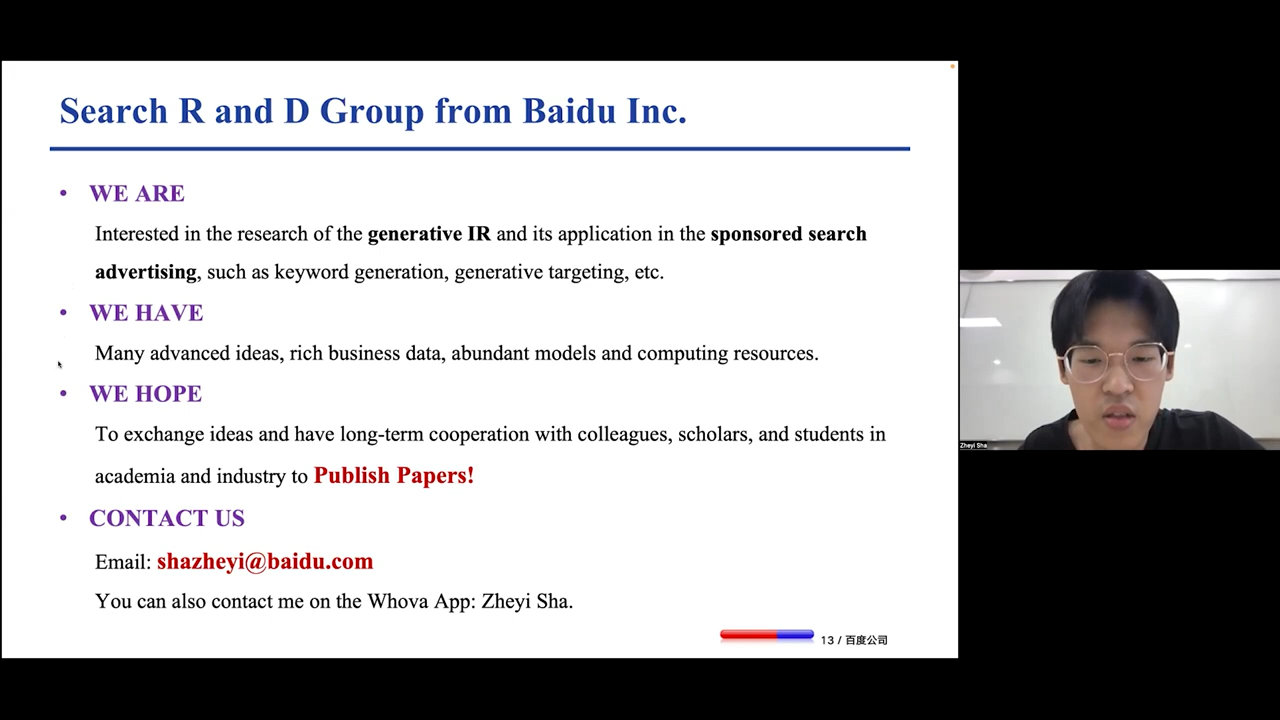 Search R and D Group from Baidu Inc.
• WE ARE
Interested in the research of the generative IR and its application in the sponsored search
advertising, such as keyword generation, generative targeting, etc.
• WE HAVE
Many advanced ideas, rich business data, abundant models and computing resources.
• WE HOPE
To exchange ideas and have long-term cooperation with colleagues, scholars, and students in
academia and industry to Publish Papers!
• CONTACT US
Email: shazheyi@baidu.com
You can also contact me on the Whova App: Zheyi Sha.
13 / 百度公司
Zheyi Sha